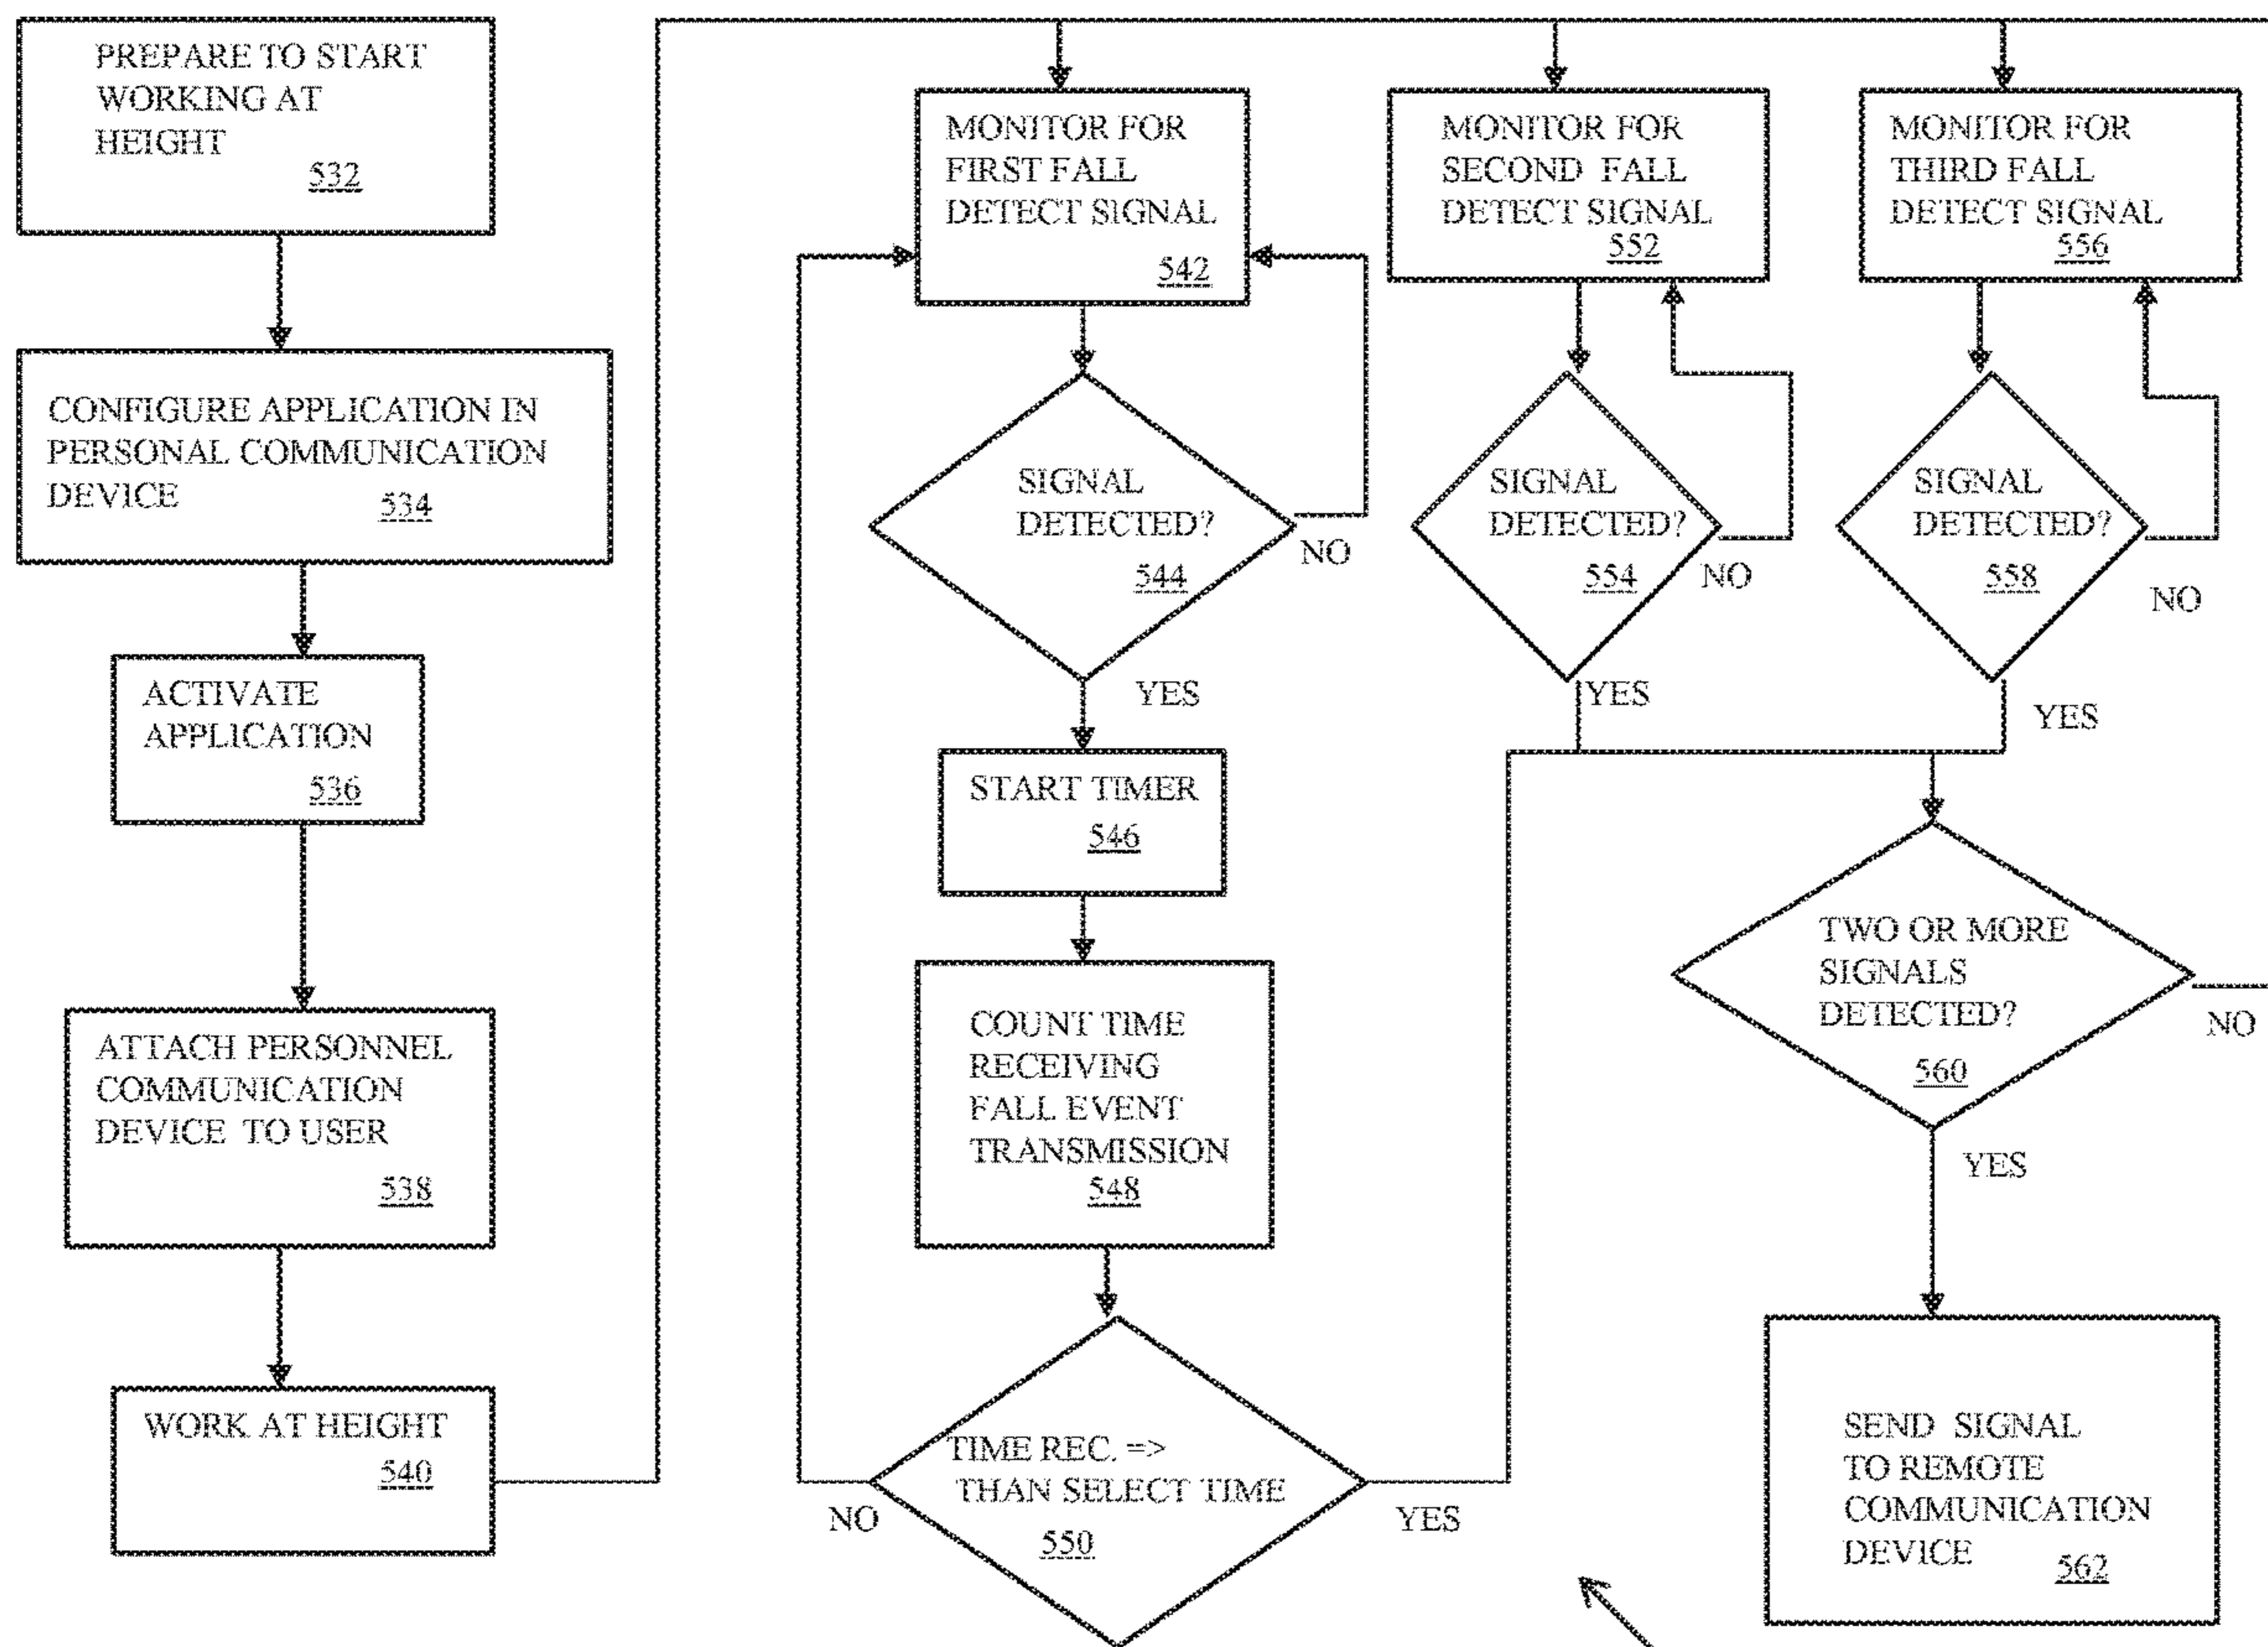 PREPARE TO START
WORKING AT
HEIGHT
532
CONFIGURE APPLICATION IN
PERSONAL COMMUNICATION
DEVICE 534
ACTIVATE
APPLICATION
536
ATTACH PERSONNEL
COMMUNICATION
DEVICE TO USER
538
WORK AT HEIGHT
540
MONITOR FOR
FIRST FALL
DETECT SIGNAL
542
SIGNAL
DETECTED?
544
NO
YES
START TIMER
546
COUNT TIME
RECEIVING
FALL EVENT
TRANSMISSION
548
TIME REC. =>
THAN SELECT TIME
550
NO
YES
MONITOR FOR
SECOND FALL
DETECT SIGNAL
552
SIGNAL
DETECTED?
554
NO
YES
MONITOR FOR
THIRD FALL
DETECT SIGNAL
556
SIGNAL
DETECTED?
558
NO
YES
TWO OR MORE
SIGNALS
DETECTED?
560
NO
YES
SEND SIGNAL
TO REMOTE
COMMUNICATION
DEVICE 562